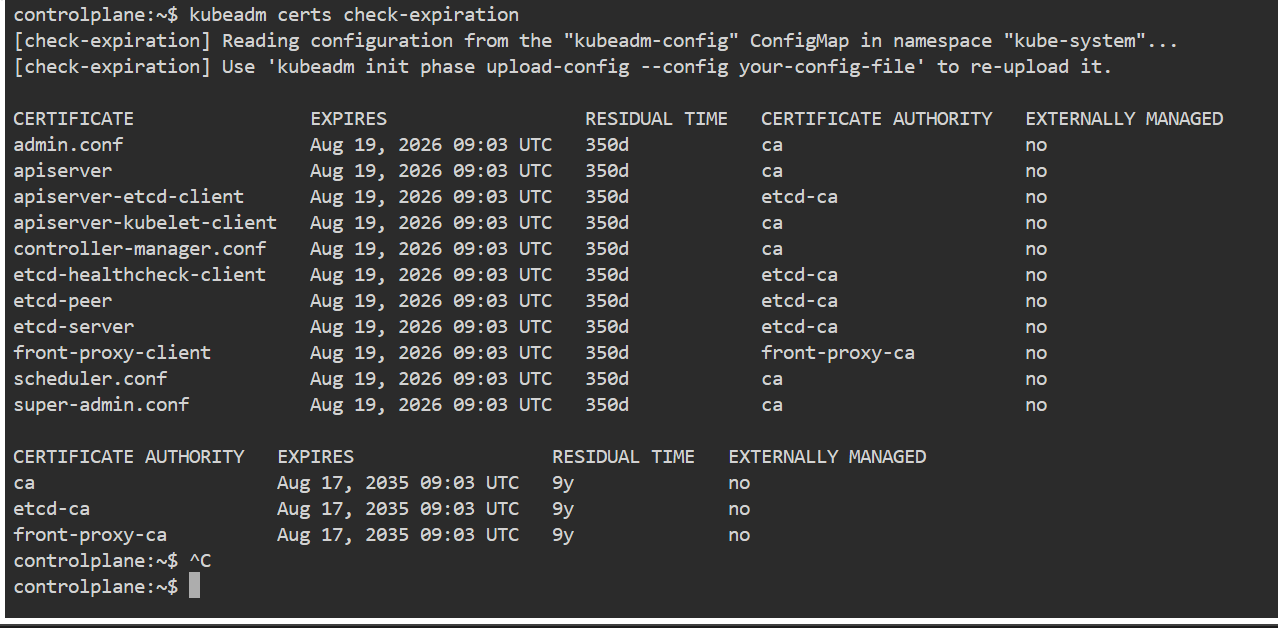 controlplane:~$ kubeadm certs check-expiration
[check-expiration] Reading configuration from the "kubeadm-config" ConfigMap in namespace "kube-system"...
[check-expiration] Use 'kubeadm init phase upload-config --config your-config-file' to re-upload it.

CERTIFICATE                EXPIRES                  RESIDUAL TIME   CERTIFICATE AUTHORITY   EXTERNALLY MANAGED
admin.conf                 Aug 19, 2026 09:03 UTC   350d            ca                      no
apiserver                  Aug 19, 2026 09:03 UTC   350d            ca                      no
apiserver-etcd-client      Aug 19, 2026 09:03 UTC   350d            etcd-ca                 no
apiserver-kubelet-client   Aug 19, 2026 09:03 UTC   350d            ca                      no
controller-manager.conf    Aug 19, 2026 09:03 UTC   350d            ca                      no
etcd-healthcheck-client    Aug 19, 2026 09:03 UTC   350d            etcd-ca                 no
etcd-peer                  Aug 19, 2026 09:03 UTC   350d            etcd-ca                 no
etcd-server                Aug 19, 2026 09:03 UTC   350d            etcd-ca                 no
front-proxy-client         Aug 19, 2026 09:03 UTC   350d            front-proxy-ca          no
scheduler.conf             Aug 19, 2026 09:03 UTC   350d            ca                      no
super-admin.conf           Aug 19, 2026 09:03 UTC   350d            ca                      no

CERTIFICATE AUTHORITY   EXPIRES                  RESIDUAL TIME   EXTERNALLY MANAGED
ca                      Aug 17, 2035 09:03 UTC   9y              no
etcd-ca                 Aug 17, 2035 09:03 UTC   9y              no
front-proxy-ca          Aug 17, 2035 09:03 UTC   9y              no
controlplane:~$ ^C
controlplane:~$